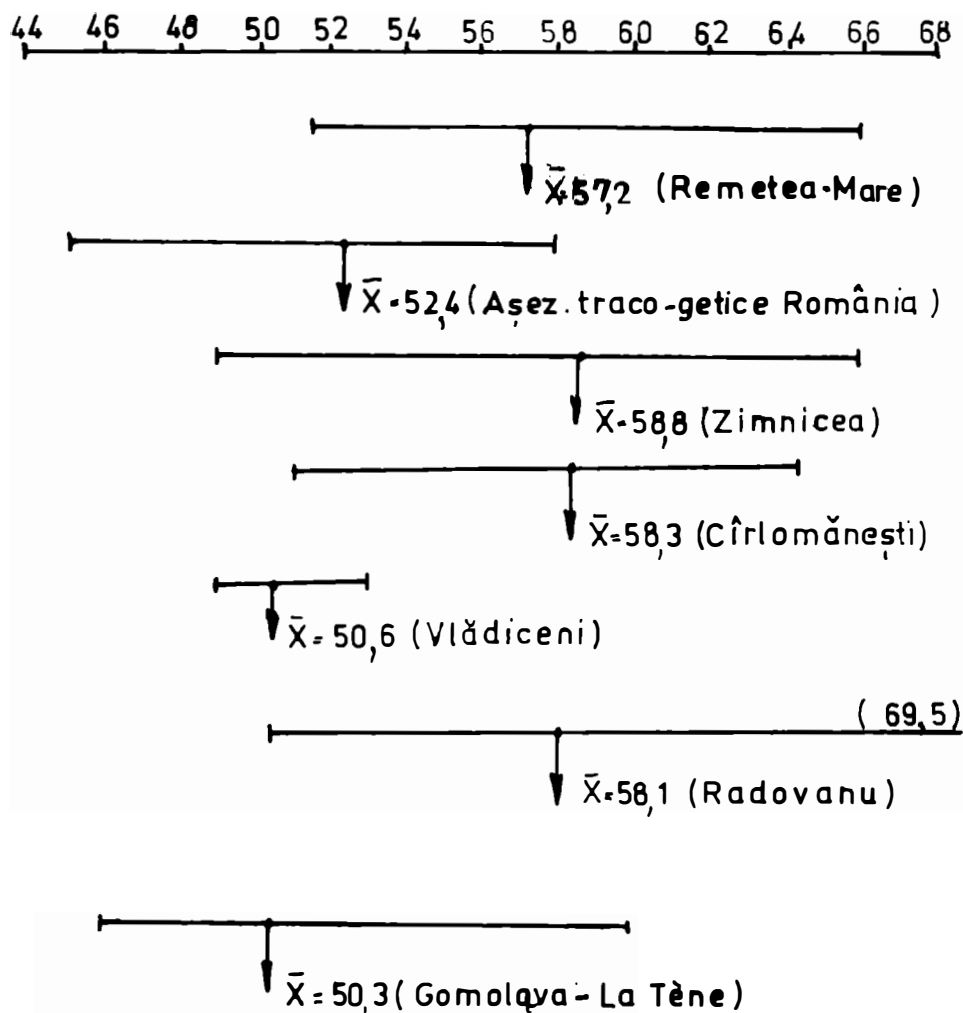 44 46 48 50 52 54 56 58 60 62 64 66 68
X̄=57,2 (Remetea-Mare)
X̄=52,4 (Așez. traco-getice România)
X̄=58,8 (Zimnicea)
X̄=58,3 (Cîrlomănești)
X̄=50,6 (Vlădiceni)
(69,5)
X̄=58,1 (Radovanu)
X̄=50,3 (Gomolava-La Tène)